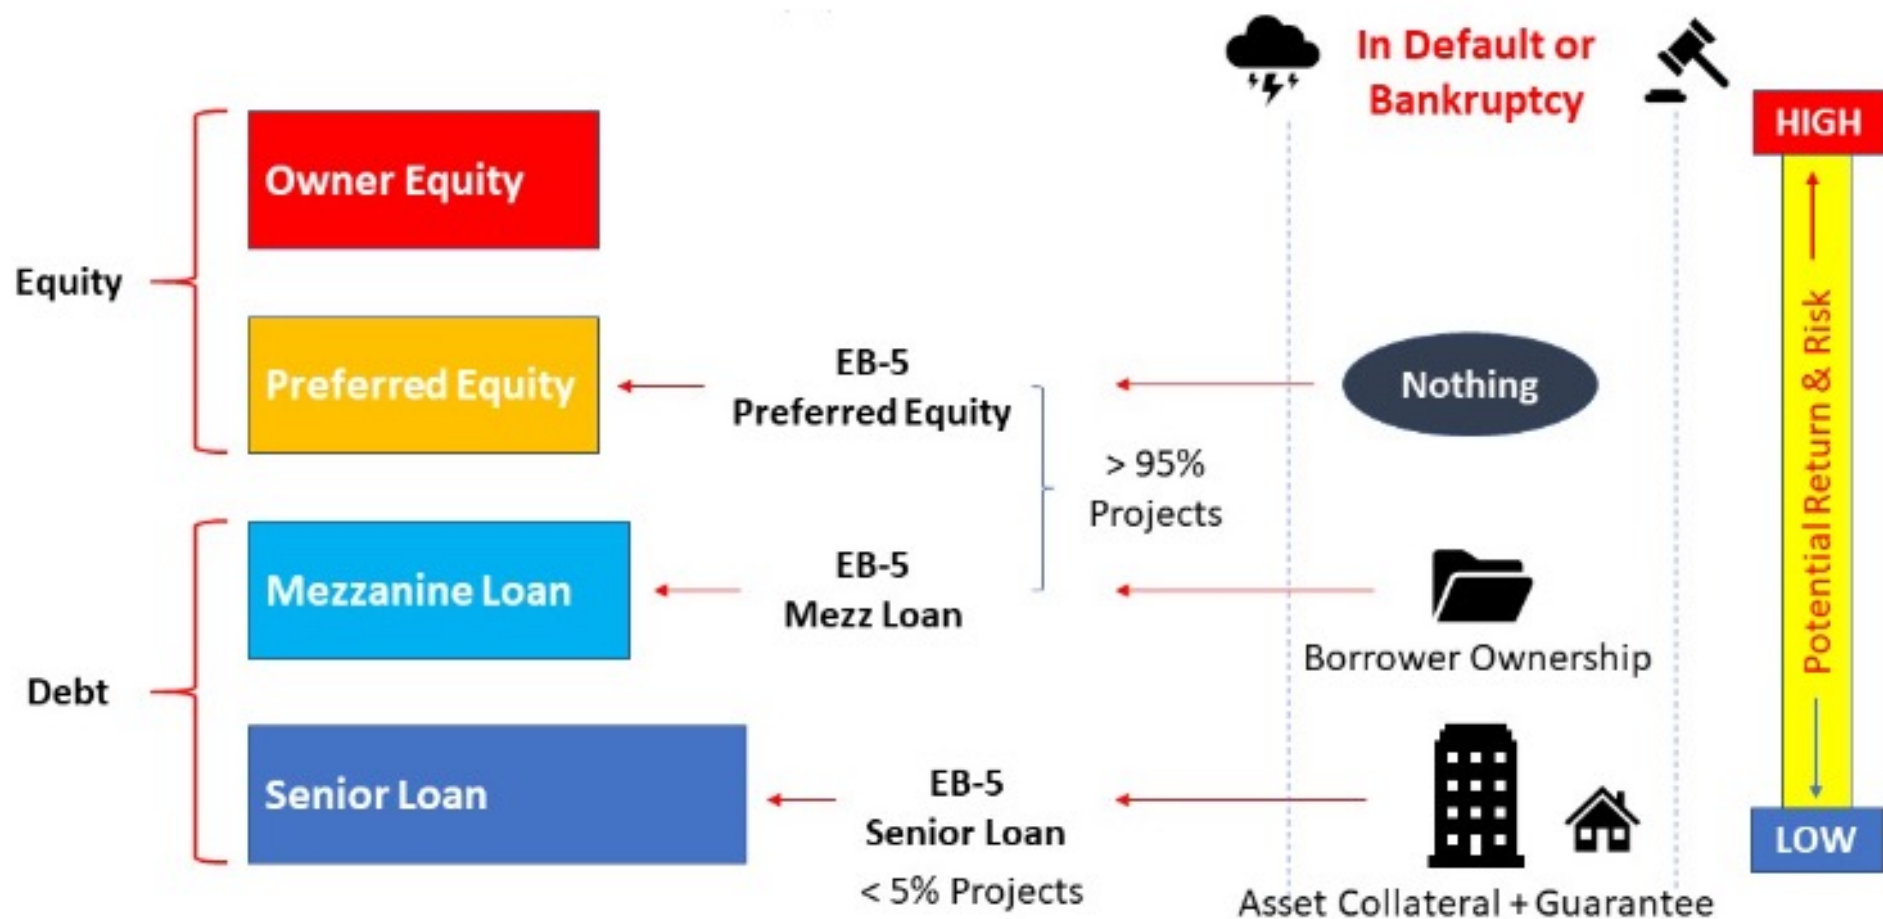 In Default or
Bankruptcy
HIGH
Owner Equity
Equity
Preferred Equity
EB-5
Preferred Equity
Nothing
> 95%
Projects
Potential Return & Risk
Mezzanine Loan
EB-5
Mezz Loan
Borrower Ownership
Debt
Senior Loan
EB-5
Senior Loan
< 5% Projects
Asset Collateral + Guarantee
LOW